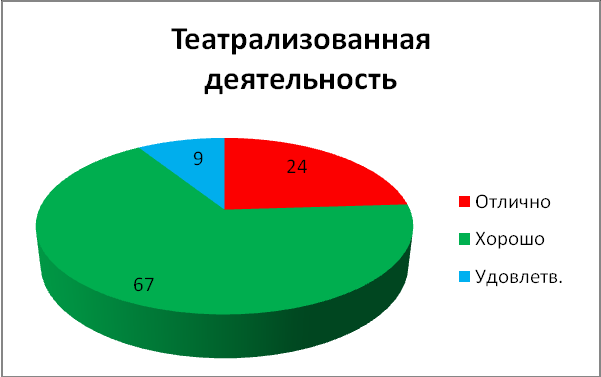 Театрализованная
деятельность
9
24
67
Отлично
Хорошо
Удовлетв.